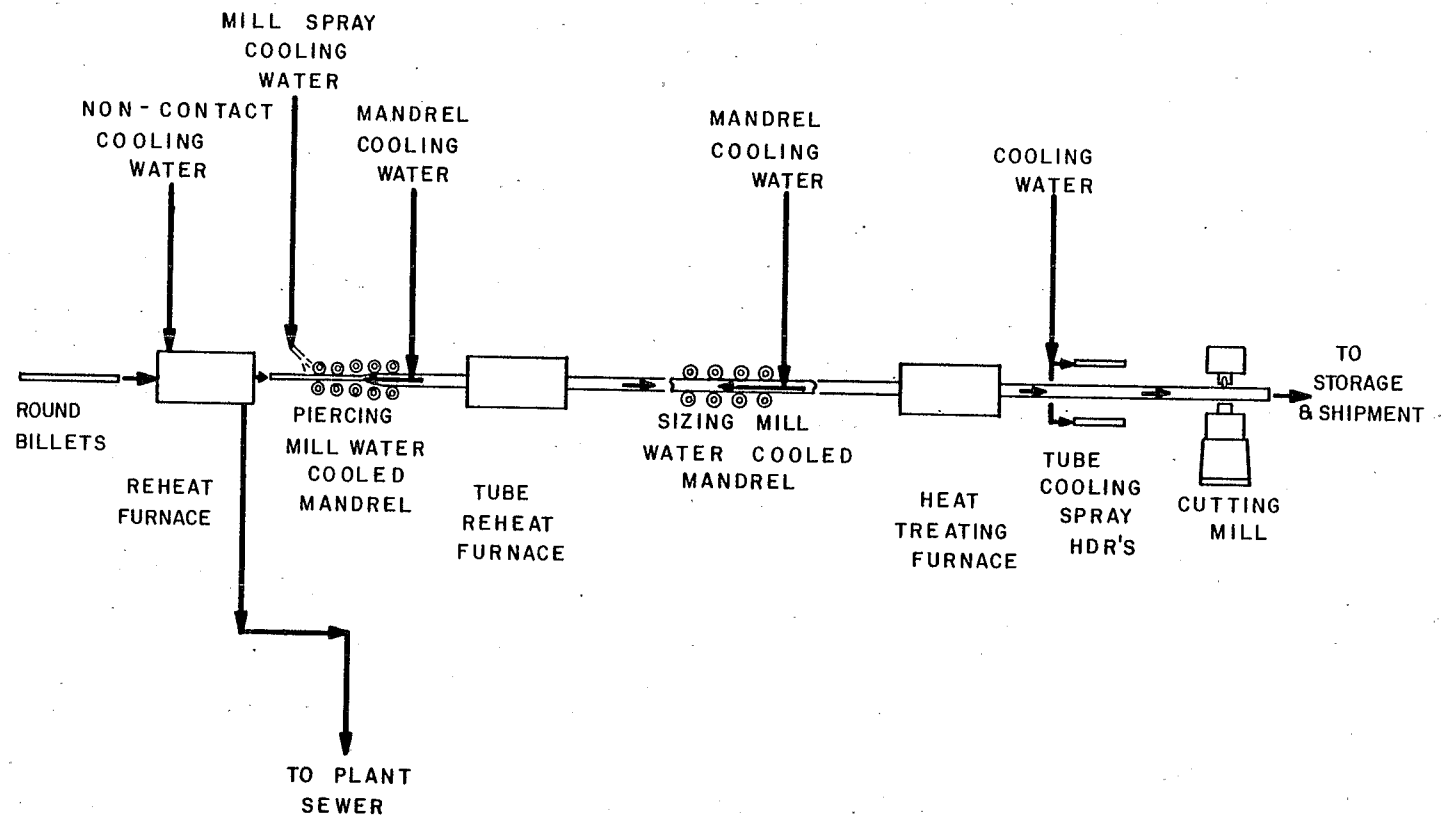 MILL SPRAY
COOLING
WATER
NON-CONTACT
COOLING
WATER
MANDREL
COOLING
WATER
MANDREL
COOLING
WATER
COOLING
WATER
ROUND
BILLETS
REHEAT
FURNACE
PIERCING
MILL WATER
COOLED
MANDREL
TUBE
REHEAT
FURNACE
SIZING MILL
WATER COOLED
MANDREL
HEAT
TREATING
FURNACE
TUBE
COOLING
SPRAY
HDR'S
CUTTING
MILL
TO
STORAGE
& SHIPMENT
TO PLANT
SEWER